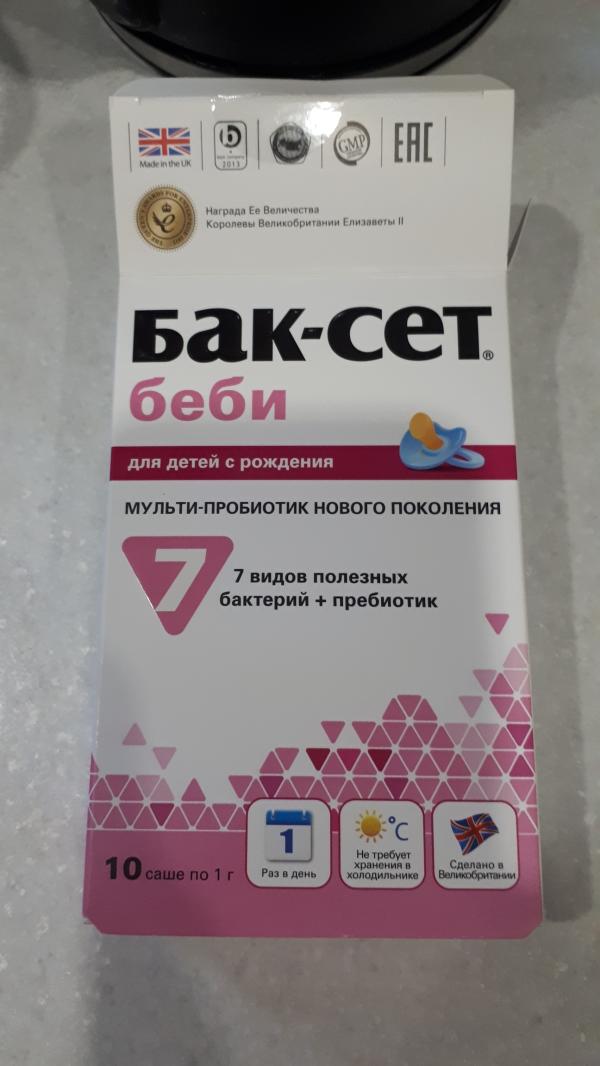 Made in the UK
b
2013
GMP
EAC
Награда Ее Величества
Королевы Великобритании Елизаветы II
Бак-сет®
беби
для детей с рождения
МУЛЬТИ-ПРОБИОТИК НОВОГО ПОКОЛЕНИЯ
7
7 видов полезных
бактерий + пребиотик
10 саше по 1 г
1
Раз в день
°C
Не требует
хранения в
холодильнике
Сделано в
Великобритании